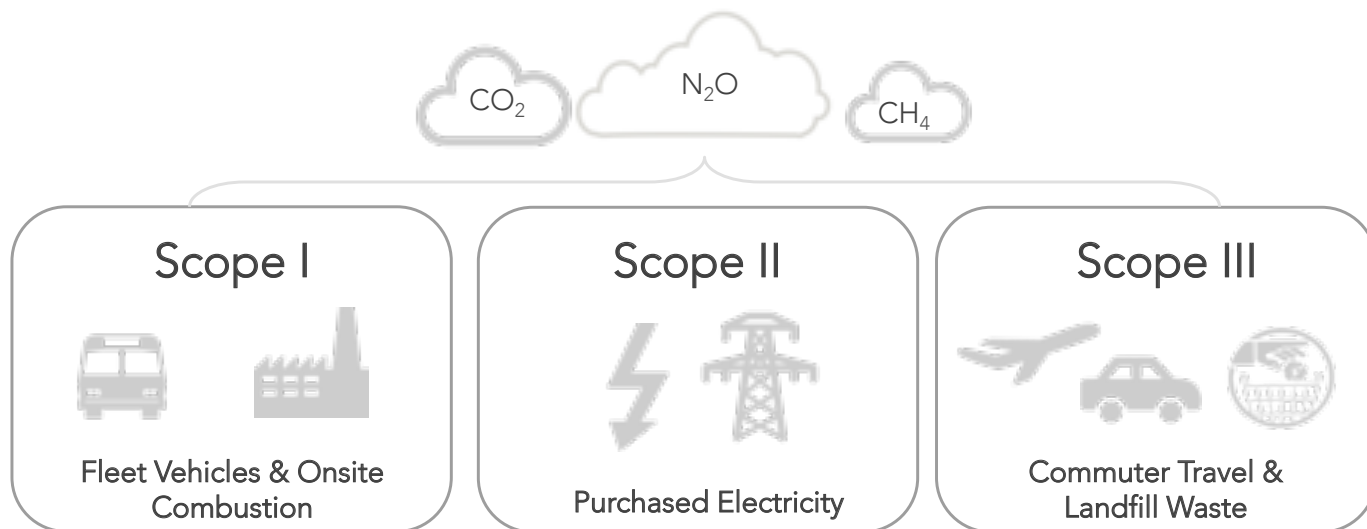 CO₂
N₂O
CH₄
Scope I
Scope II
Scope III
Fleet Vehicles & Onsite
Combustion
Purchased Electricity
Commuter Travel &
Landfill Waste